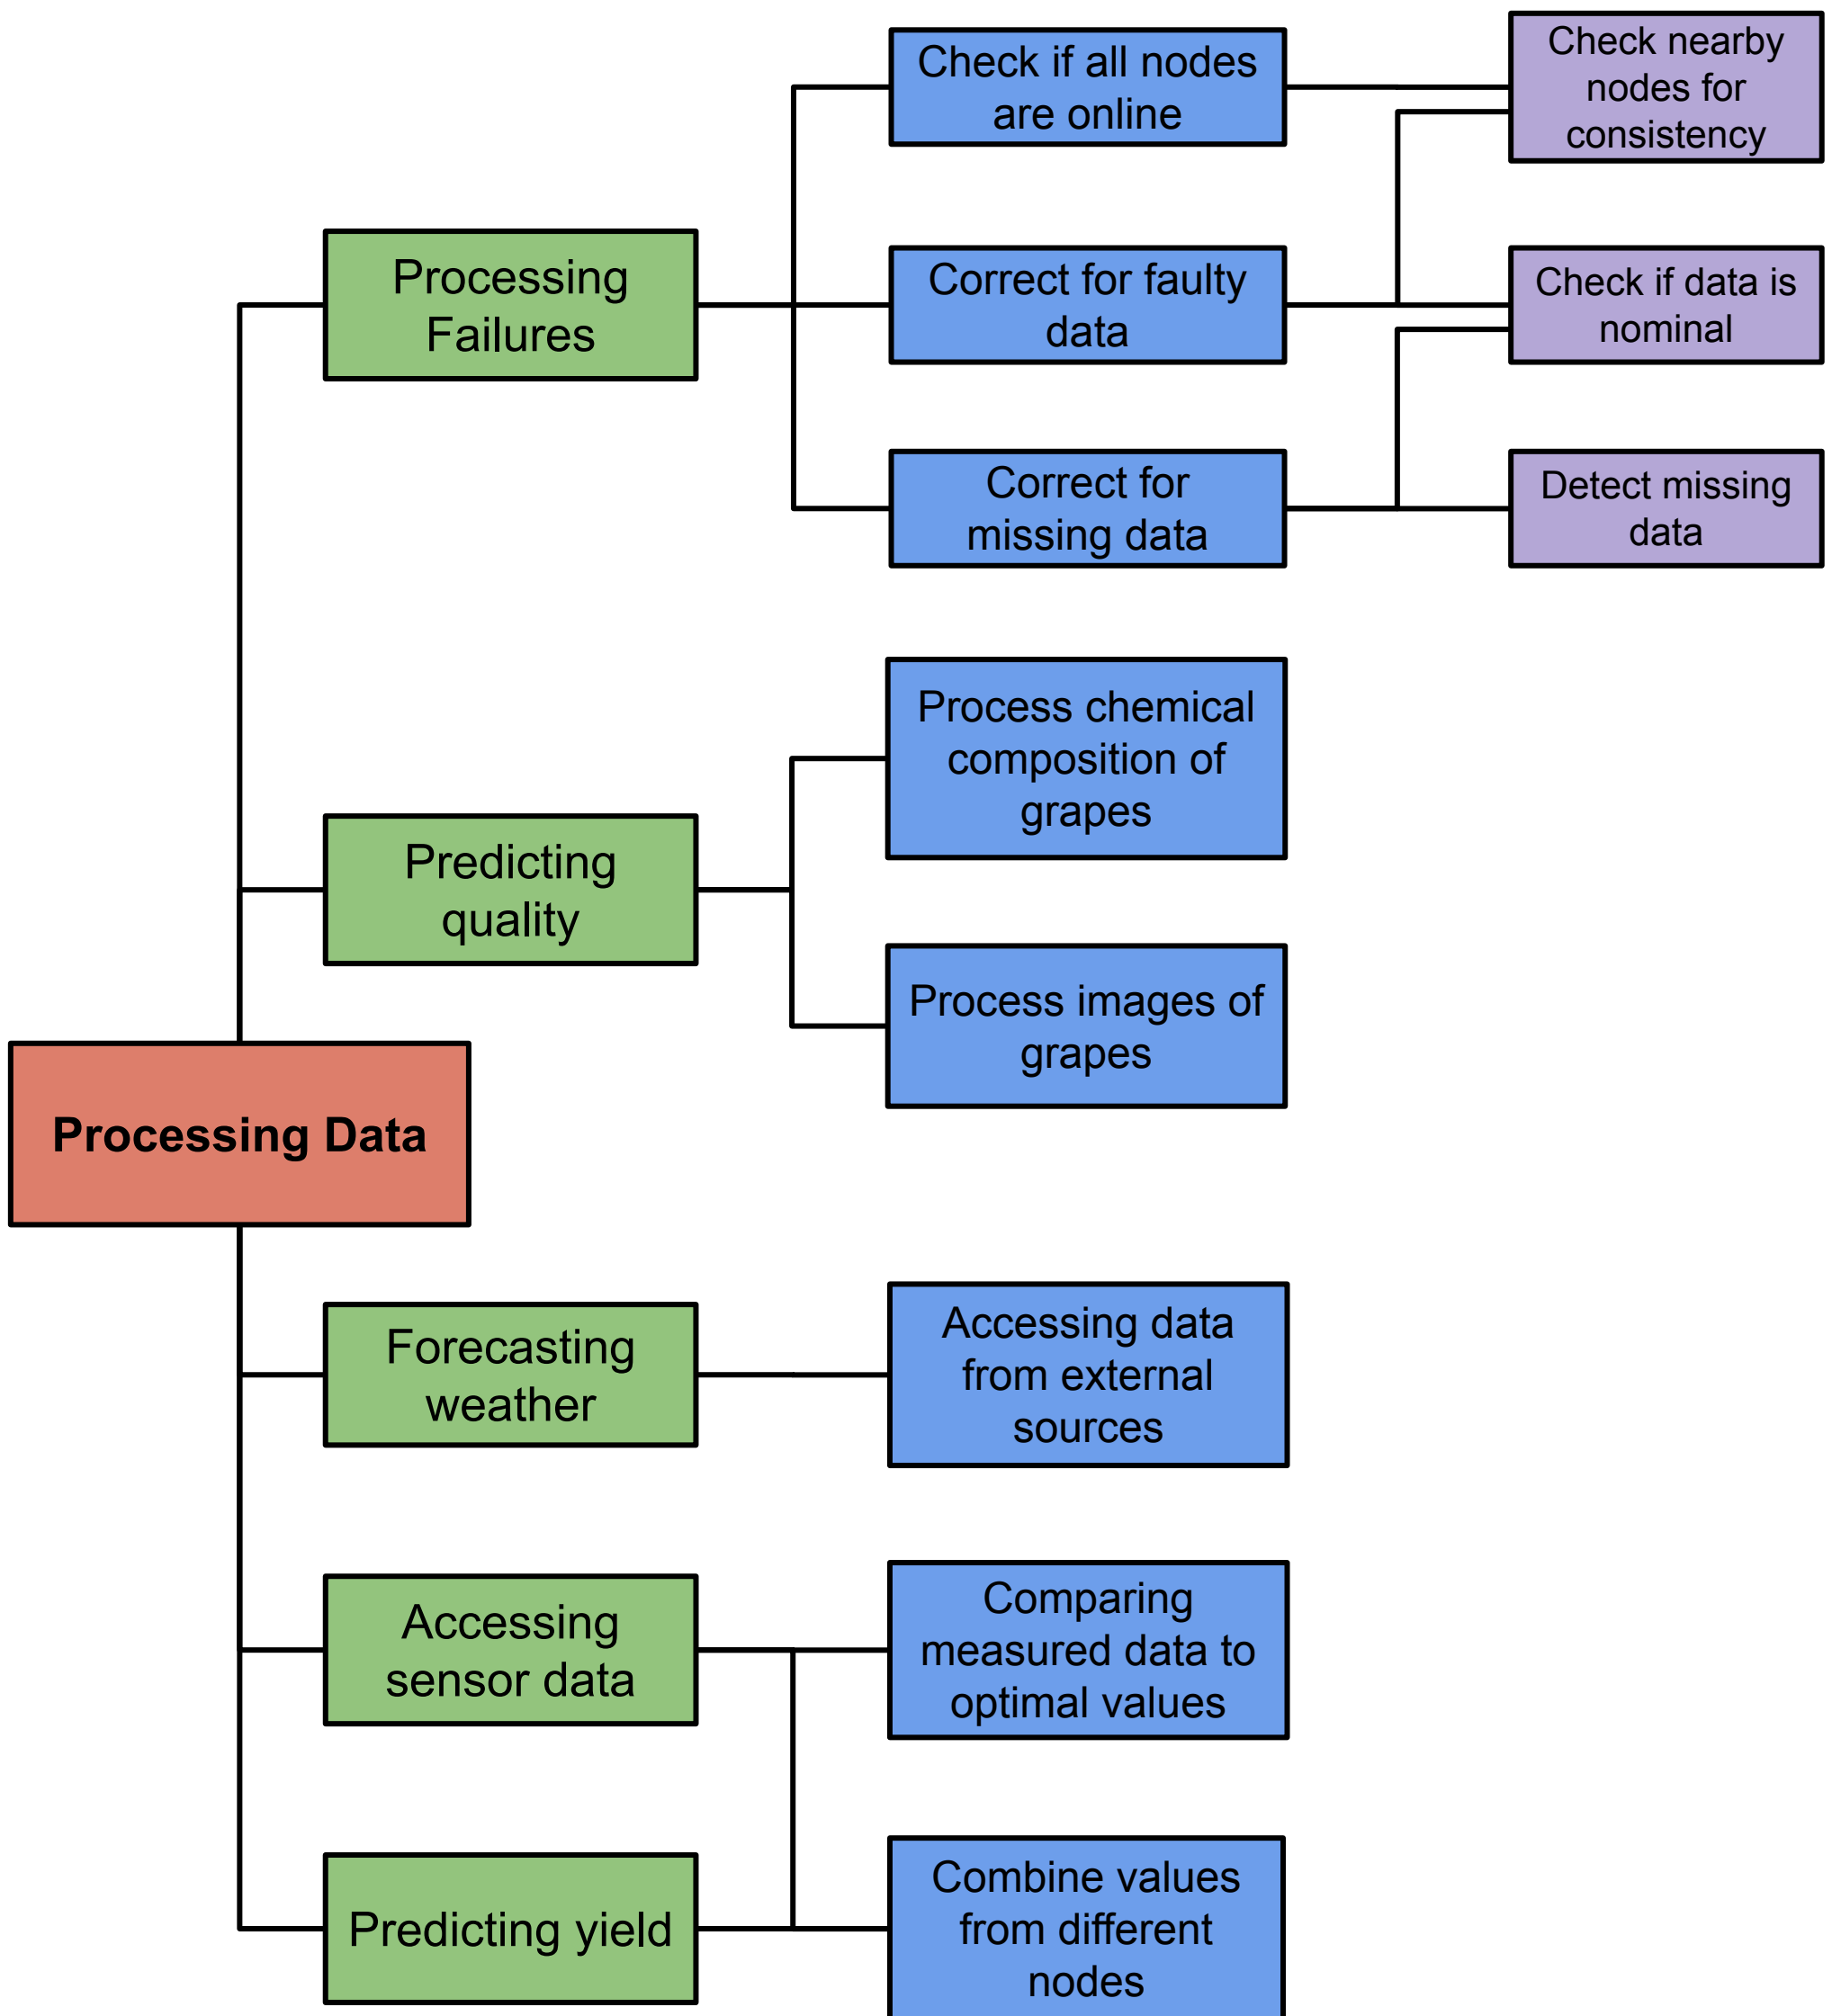 Check if all nodes
are online
Check nearby
nodes for
consistency
Processing
Failures
Correct for faulty
data
Check if data is
nominal
Correct for
missing data
Detect missing
data
Predicting
quality
Process chemical
composition of
grapes
Process images of
grapes
Processing Data
Forecasting
weather
Accessing data
from external
sources
Accessing
sensor data
Comparing
measured data to
optimal values
Predicting yield
Combine values
from different
nodes